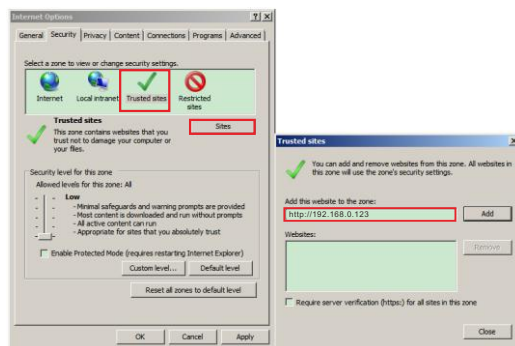 Internet Options
General Security Privacy Content Connections Programs Advanced
Select a zone to view or change security settings.
Internet Local intranet Trusted sites Restricted
sites
Trusted sites
This zone contains websites that you
trust not to damage your computer or
your files.
Sites
Security level for this zone
Allowed levels for this zone: All
Low
- Minimal safeguards and warning prompts are provided
- Most content is downloaded and run without prompts
- All active content can run
- Appropriate for sites that you absolutely trust
Enable Protected Mode (requires restarting Internet Explorer)
Custom level... Default level
Reset all zones to default level
OK Cancel Apply
Trusted sites
You can add and remove websites from this zone. All websites in
this zone will use the zone's security settings.
Add this website to the zone:
http://192.168.0.123 Add
Websites:
Remove
Require server verification (https:) for all sites in this zone
Close